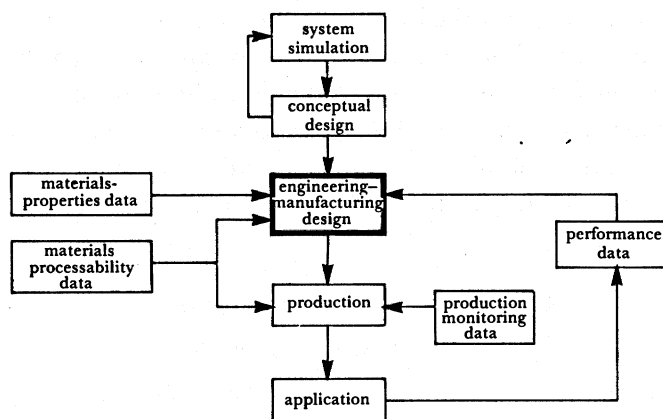 system
simulation
conceptual
design
materials-
properties data
engineering—
manufacturing
design
materials
processability
data
performance
data
production
production
monitoring
data
application